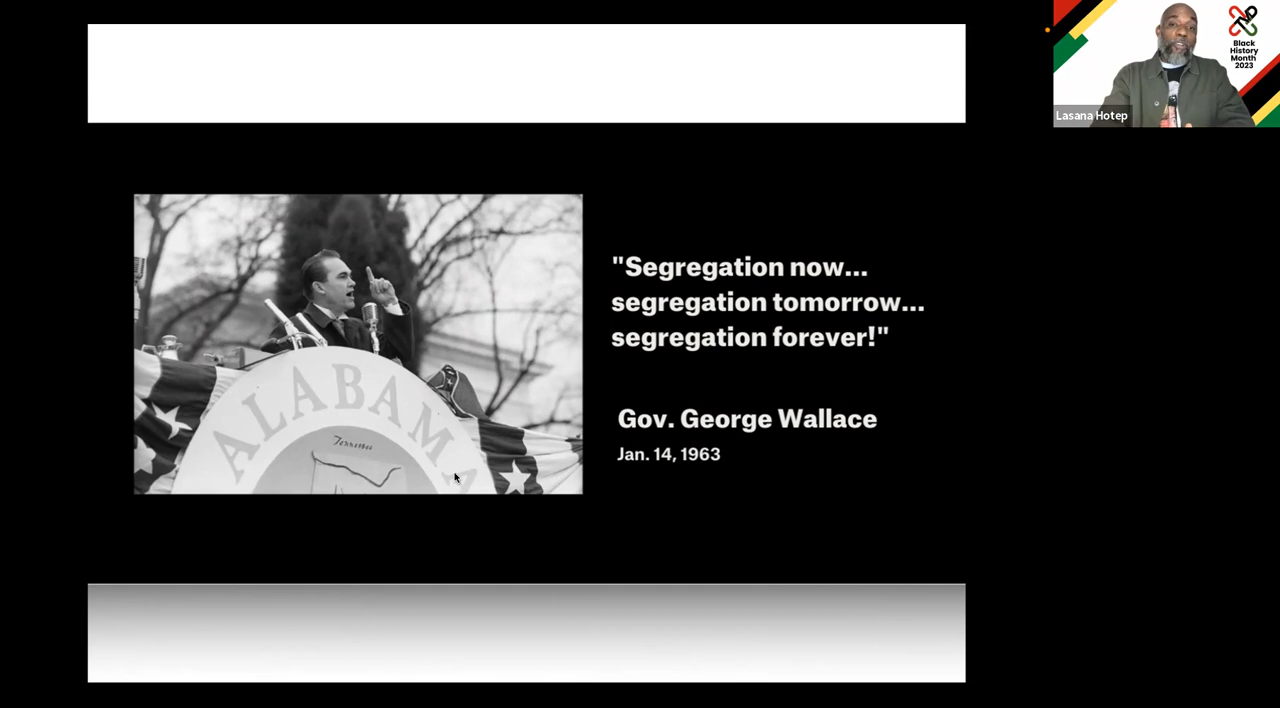 "Segregation now...
segregation tomorrow...
segregation forever!"
Gov. George Wallace
Jan. 14, 1963
ALABAMA
Black
History
Month
2023
Lasana Hotep